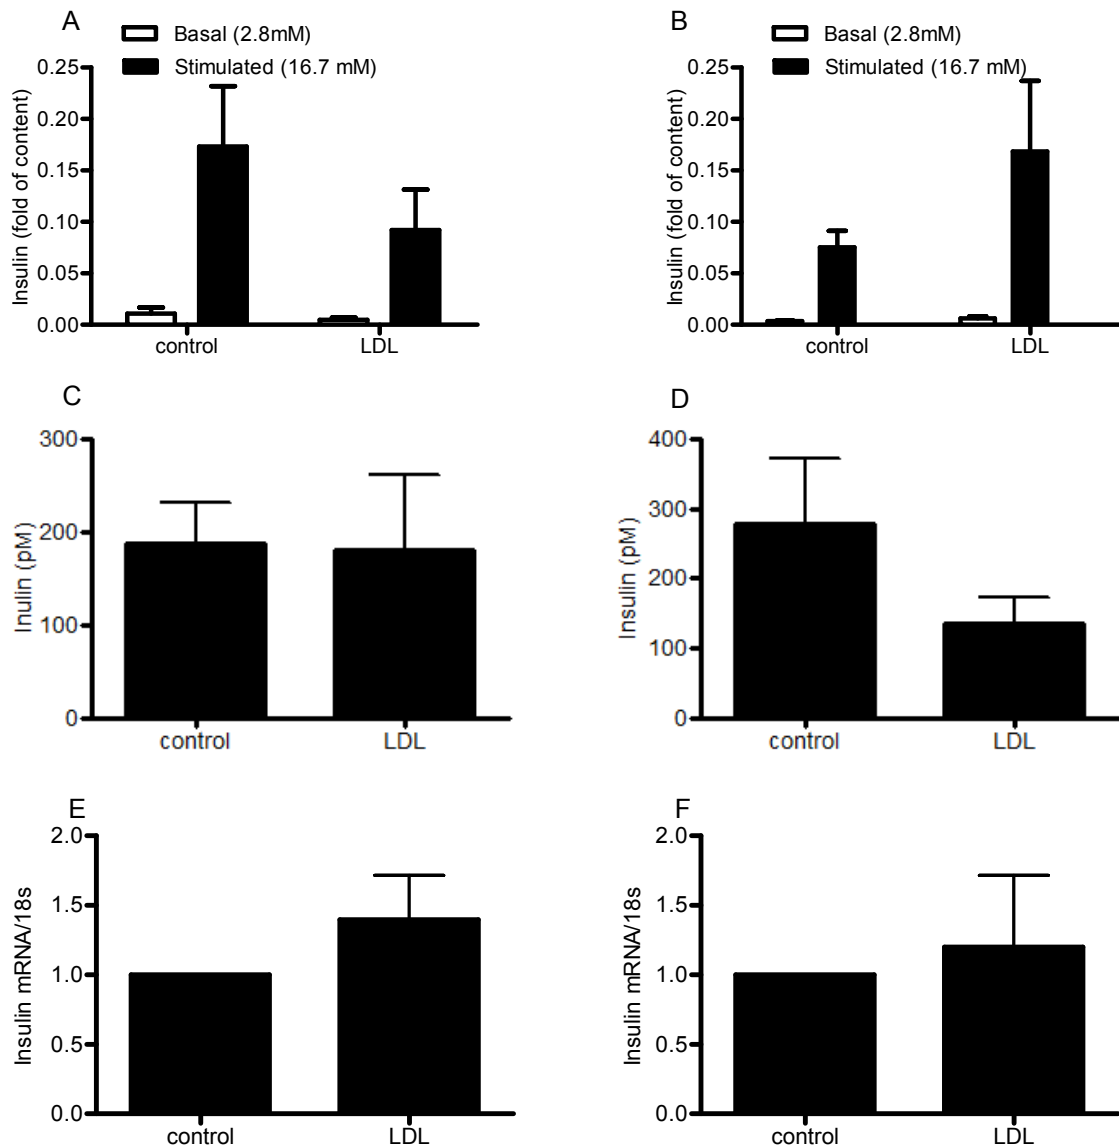 A
Basal (2.8mM)
Stimulated (16.7 mM)
Insulin (fold of content)
0.25
0.20
0.15
0.10
0.05
0.00
control
LDL
B
Basal (2.8mM)
Stimulated (16.7 mM)
Insulin (fold of content)
0.25
0.20
0.15
0.10
0.05
0.00
control
LDL
C
Inulin (pM)
300
200
100
0
control
LDL
D
Insulin (pM)
400
300
200
100
0
control
LDL
E
Insulin mRNA/18s
2.0
1.5
1.0
0.5
0.0
control
LDL
F
Insulin mRNA/18s
2.0
1.5
1.0
0.5
0.0
control
LDL